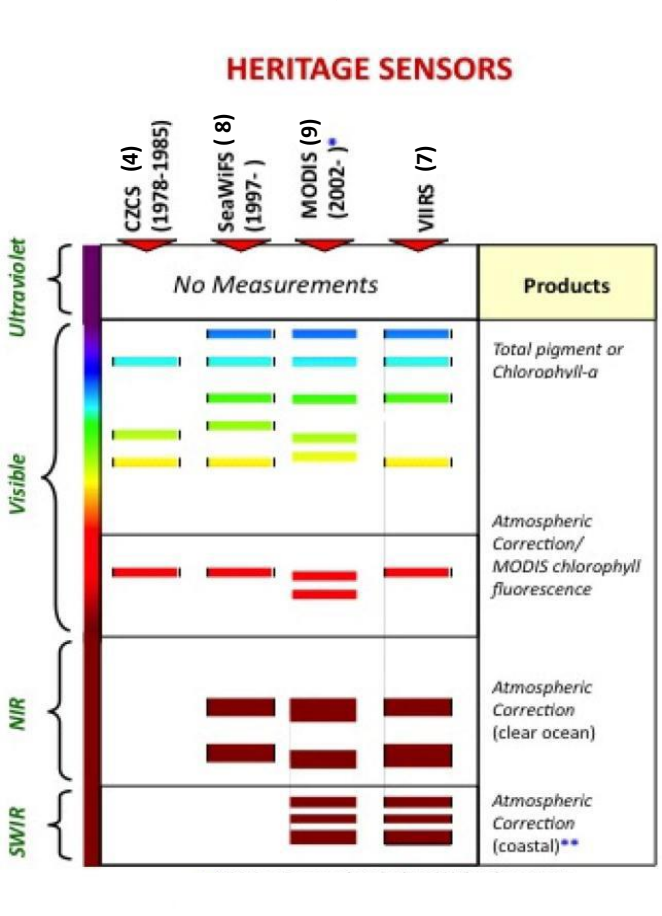 HERITAGE SENSORS
CZCS (4)
(1978-1985)
SeaWiFS ( 8)
(1997- )
MODIS (9)
(2002- )*
VIIRS (7)
Ultraviolet
No Measurements
Products
Visible
Total pigment or
Chlorophyll-a
Atmospheric
Correction/
MODIS chlorophyll
fluorescence
NIR
Atmospheric
Correction
(clear ocean)
SWIR
Atmospheric
Correction
(coastal)**